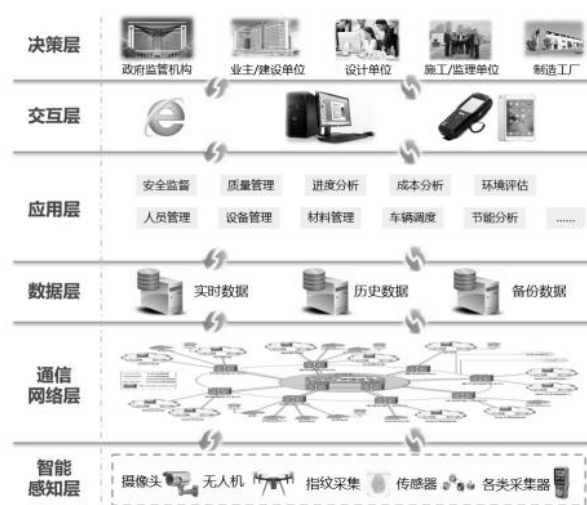 决策层
政府监管机构
业主/建设单位
设计单位
施工/监理单位
制造工厂
交互层
应用层
安全监督
质量管理
进度分析
成本分析
环境评估
人员管理
设备管理
材料管理
车辆调度
节能分析
......
数据层
实时数据
历史数据
备份数据
通信
网络层
智能
感知层
摄像头
无人机
指纹采集
传感器
各类采集器